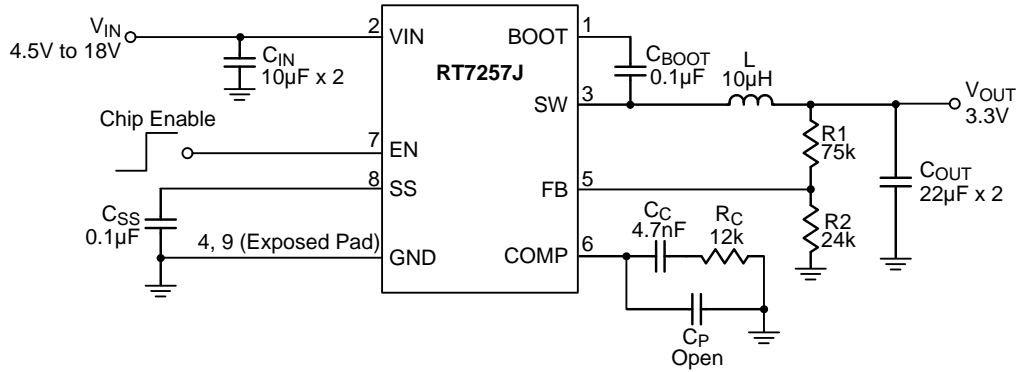 VIN
4.5V to 18V
CIN
10µF x 2
Chip Enable
CSS
0.1µF
4, 9 (Exposed Pad)
2
7
8
VIN
EN
SS
GND
RT7257J
BOOT
SW
FB
COMP
1
3
5
6
CBOOT
0.1µF
L
10µH
VOUT
3.3V
R1
75k
COUT
22µF x 2
R2
24k
CC
4.7nF
RC
12k
CP
Open